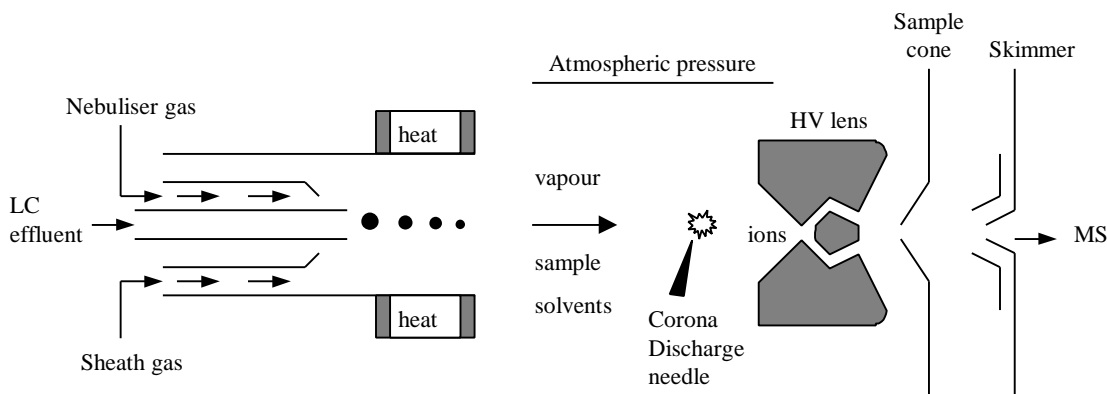 Sample
cone
Skimmer
Atmospheric pressure
Nebuliser gas
heat
HV lens
vapour
LC
effluent
ions
MS
sample
solvents
heat
Corona
Discharge
needle
Sheath gas